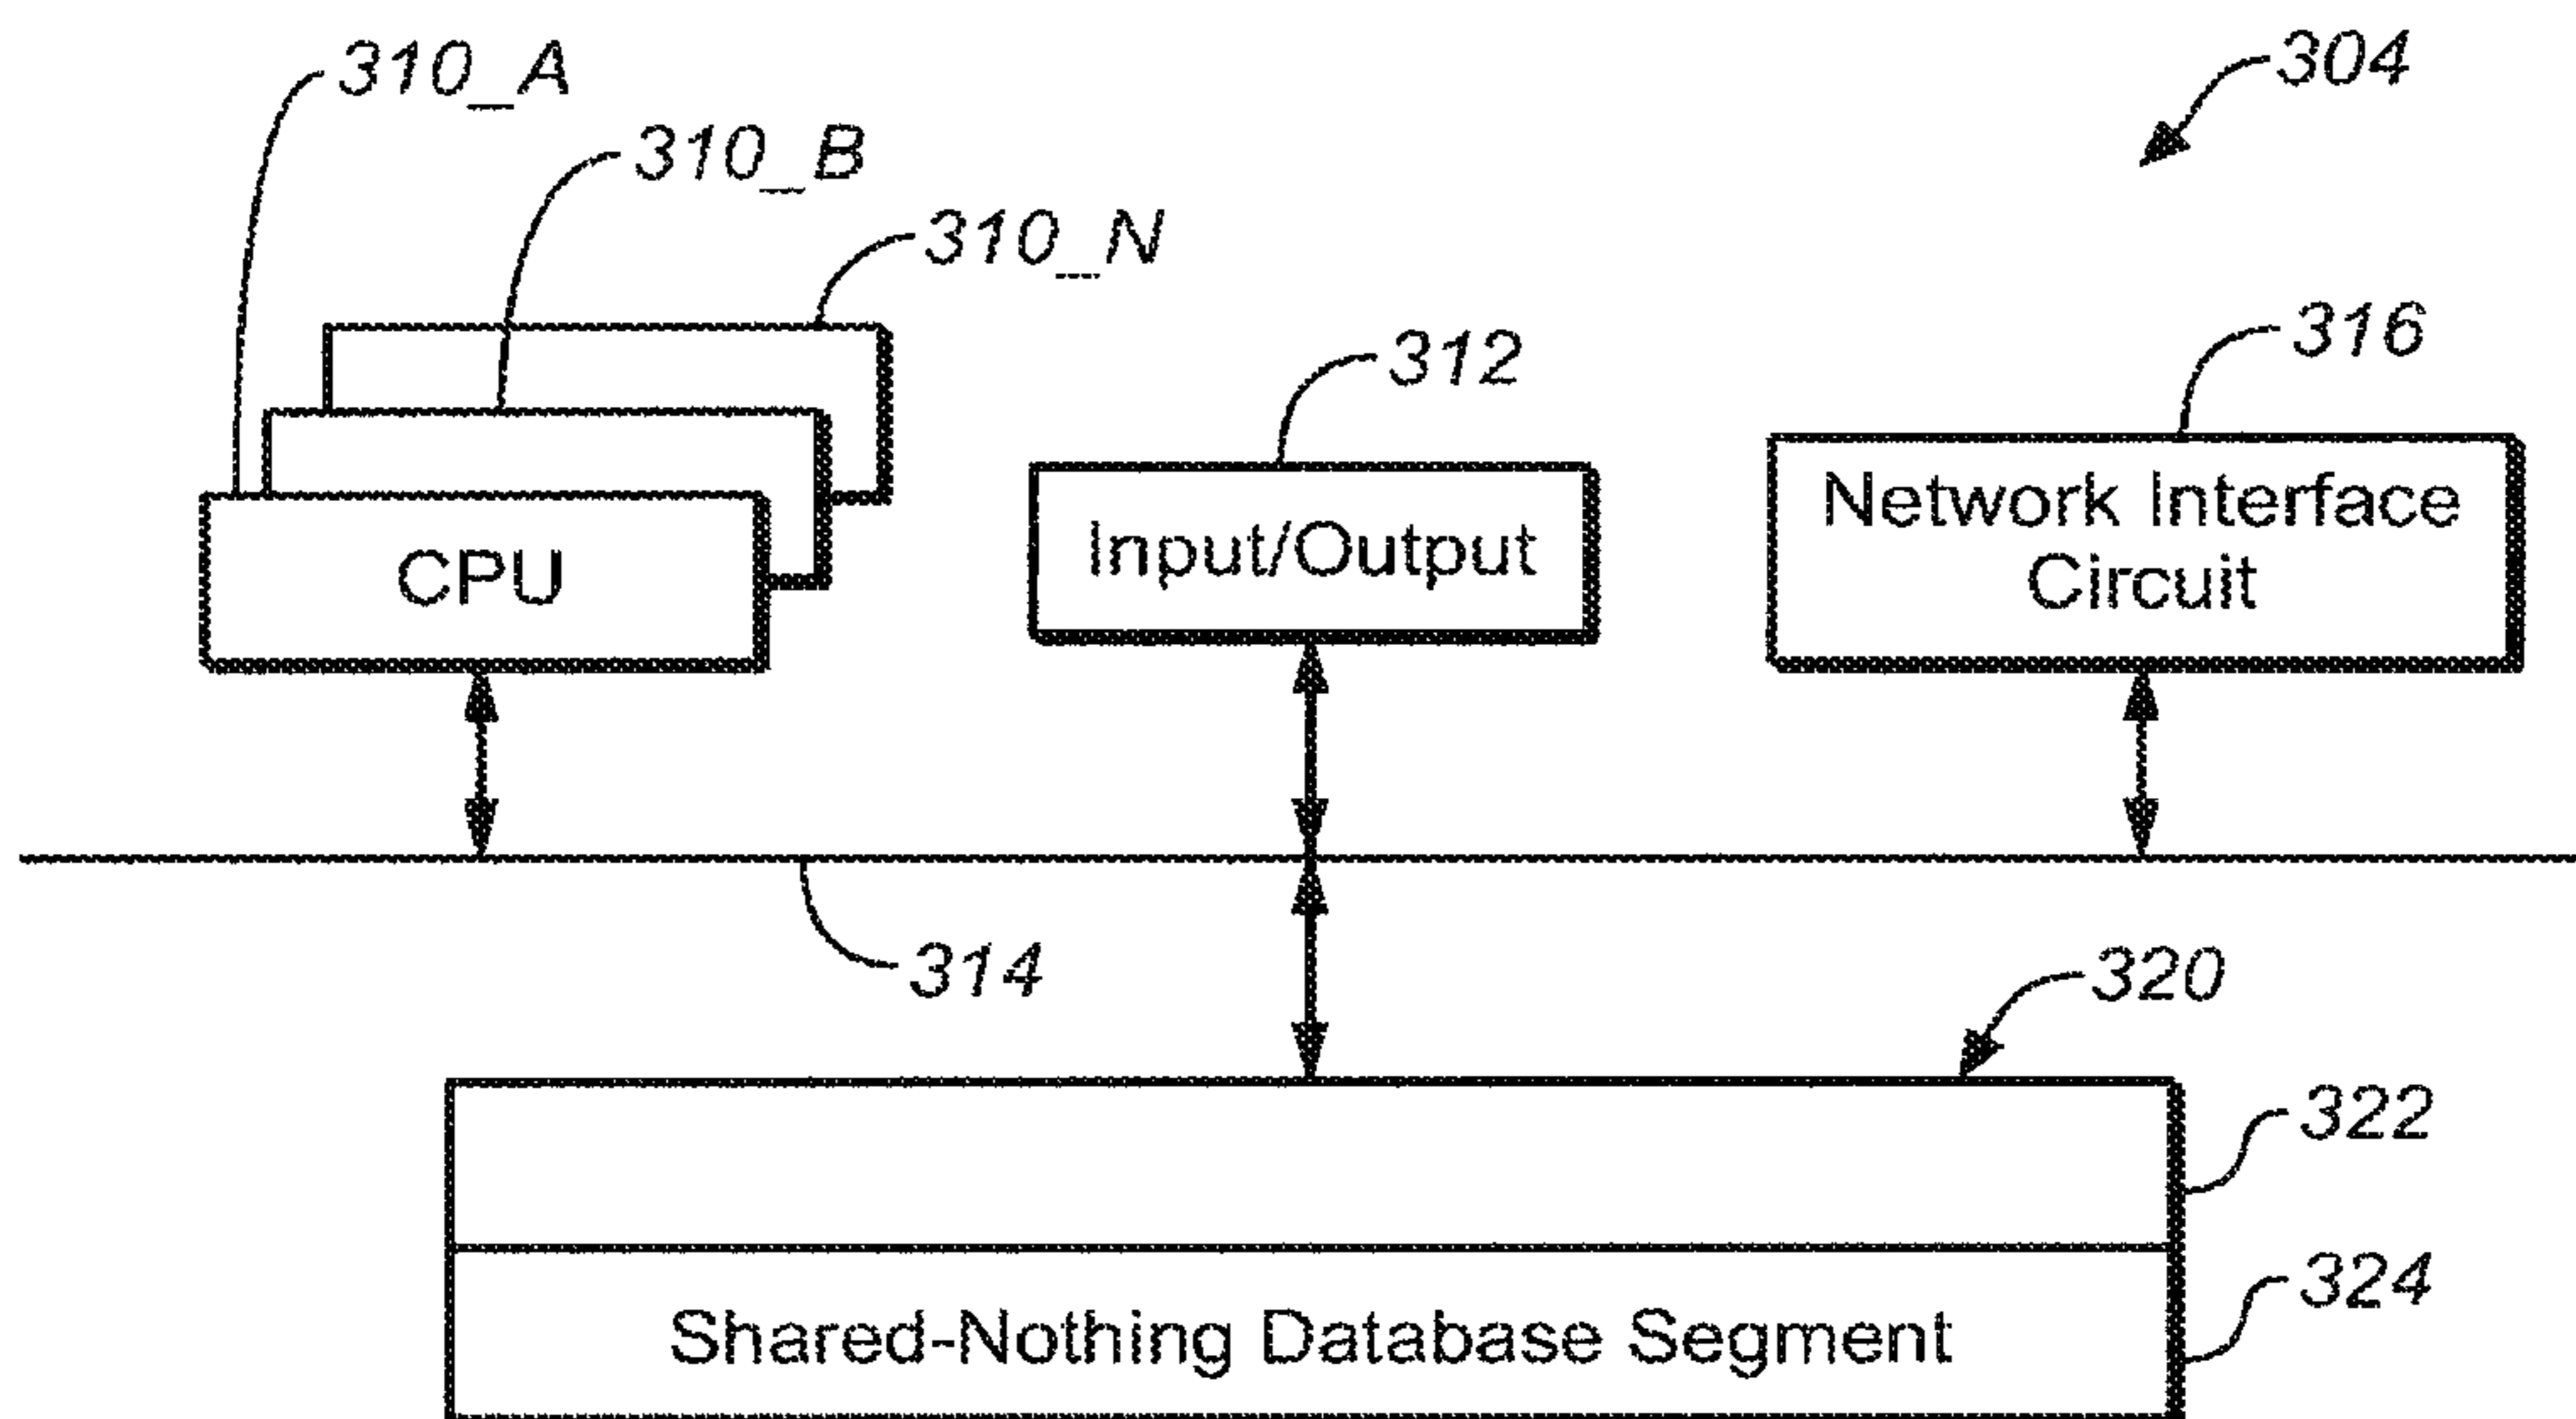 310_A
304
310_B
310_N
312
316
Network Interface
Circuit
Input/Output
CPU
314
320
322
324
Shared-Nothing Database Segment